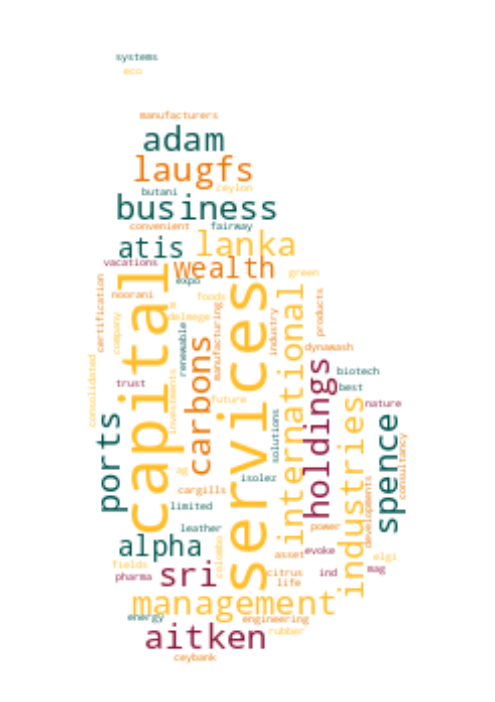 systems
eco
manufacturers
adam
laugfs
butani
ceylon
business
convenient
fairway
atis
lanka
vacations
wealth
green
expo
certification
noorani
capital
foods
services
international
products
a
delmege
company
renewable
manufacturing
industry
carbons
dynawash
consolidated
holdings
biotech
trust
investments
best
future
industries
nature
ports
solutions
spence
consultancy
ag
isolez
cargills
developments
limited
power
leather
alpha
colombo
asset
evoke
elgi
fields
sri
citrus
ind
mag
pharma
life
management
energy
engineering
aitken
rubber
ceybank